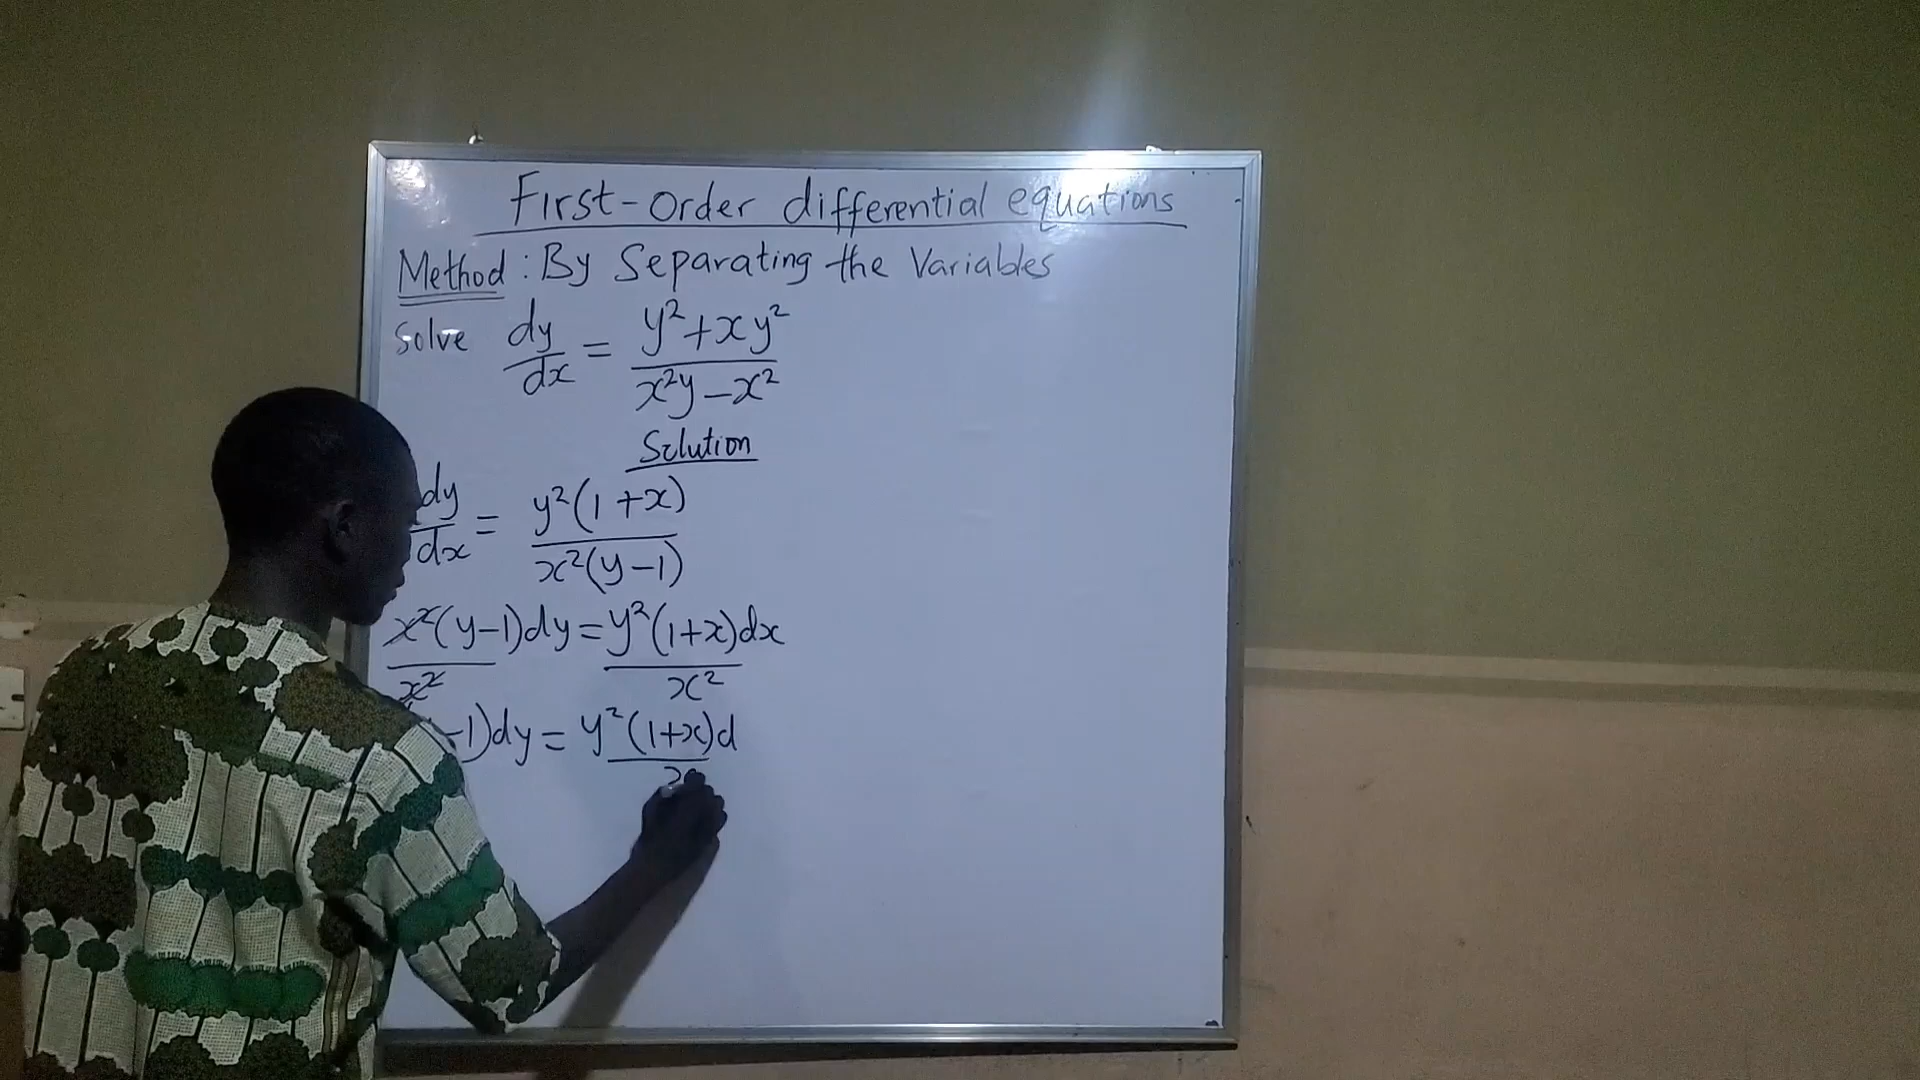 First-Order differential equations
Method: By Separating the Variables
Solve dy/dx = (y²+xy²)/(x²y-x²)
Solution
dy/dx = y²(1+x)/x²(y-1)
x²(y-1)dy/x² = y²(1+x)dx/x²
-1)dy = y²(1+x)d